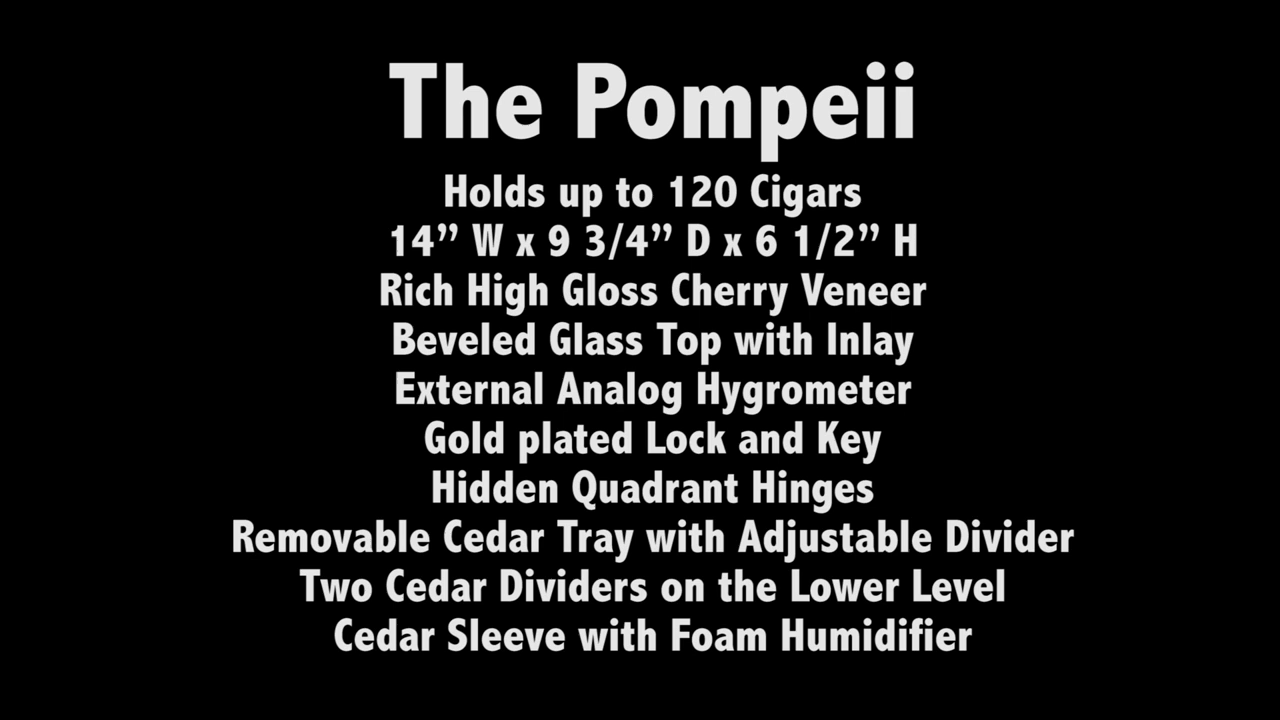 The Pompeii
Holds up to 120 Cigars
14” W x 9 3/4” D x 6 1/2” H
Rich High Gloss Cherry Veneer
Beveled Glass Top with Inlay
External Analog Hygrometer
Gold plated Lock and Key
Hidden Quadrant Hinges
Removable Cedar Tray with Adjustable Divider
Two Cedar Dividers on the Lower Level
Cedar Sleeve with Foam Humidifier